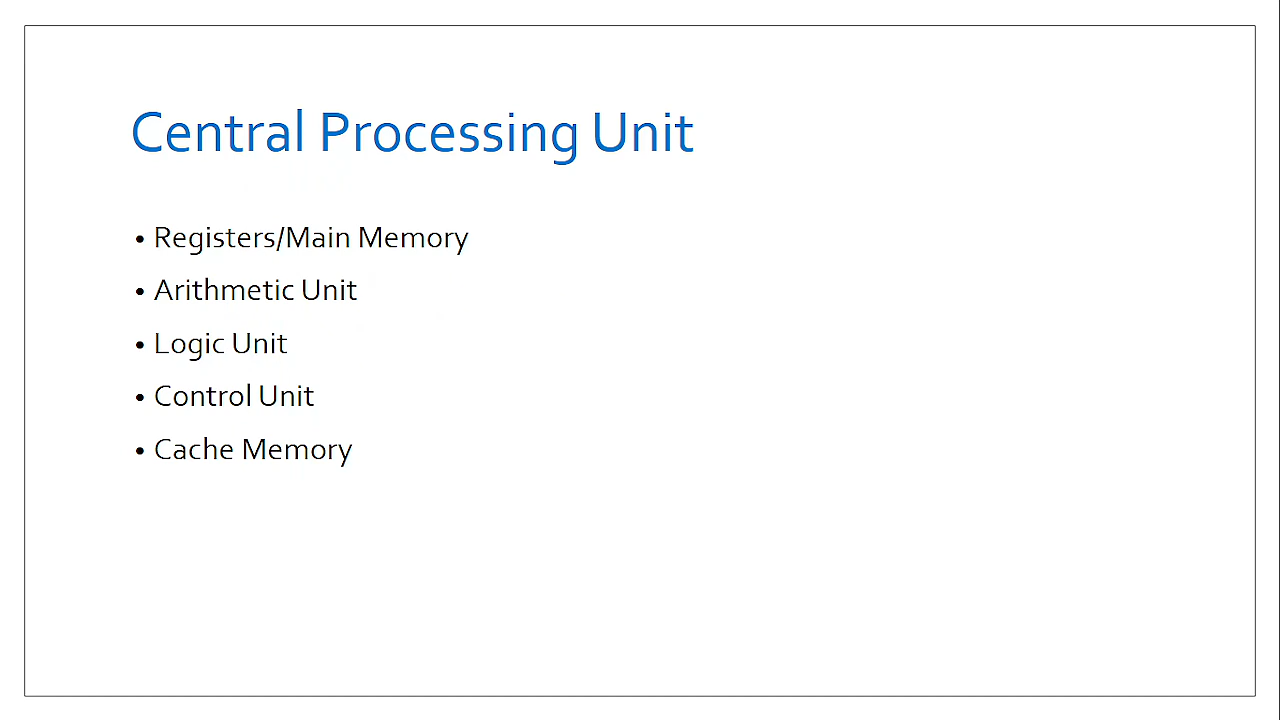 Central Processing Unit
• Registers/Main Memory
• Arithmetic Unit
• Logic Unit
• Control Unit
• Cache Memory